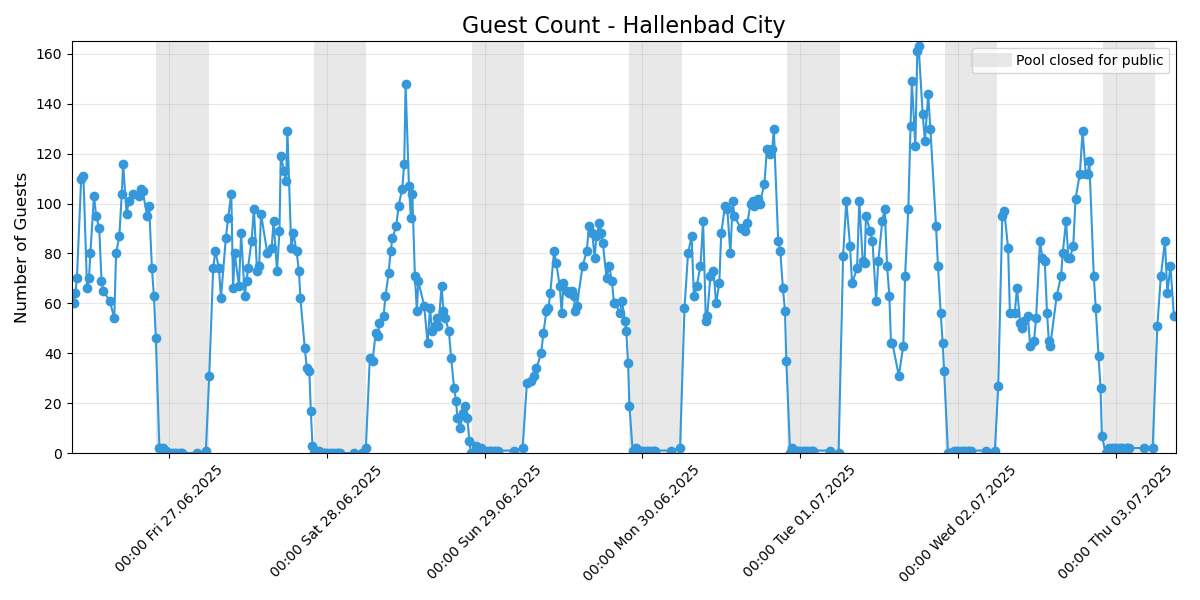 Guest Count - Hallenbad City
Pool closed for public
Number of Guests
160
140
120
100
80
60
40
20
0
00:00 Fri 27.06.2025
00:00 Sat 28.06.2025
00:00 Sun 29.06.2025
00:00 Mon 30.06.2025
00:00 Tue 01.07.2025
00:00 Wed 02.07.2025
00:00 Thu 03.07.2025